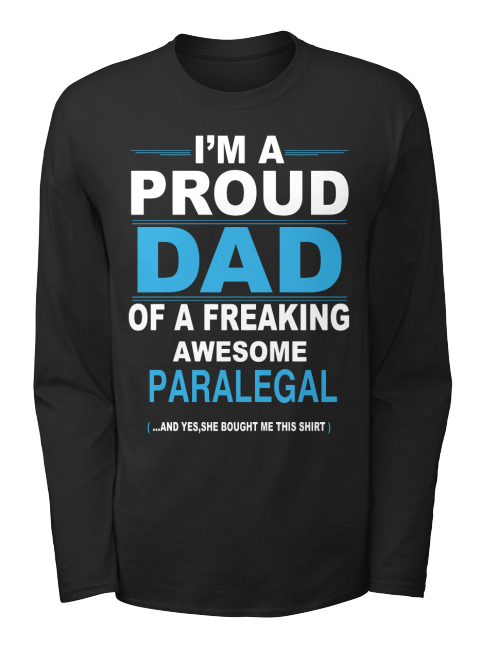 I'M A
PROUD
DAD
OF A FREAKING
AWESOME
PARALEGAL
( ...AND YES,SHE BOUGHT ME THIS SHIRT )